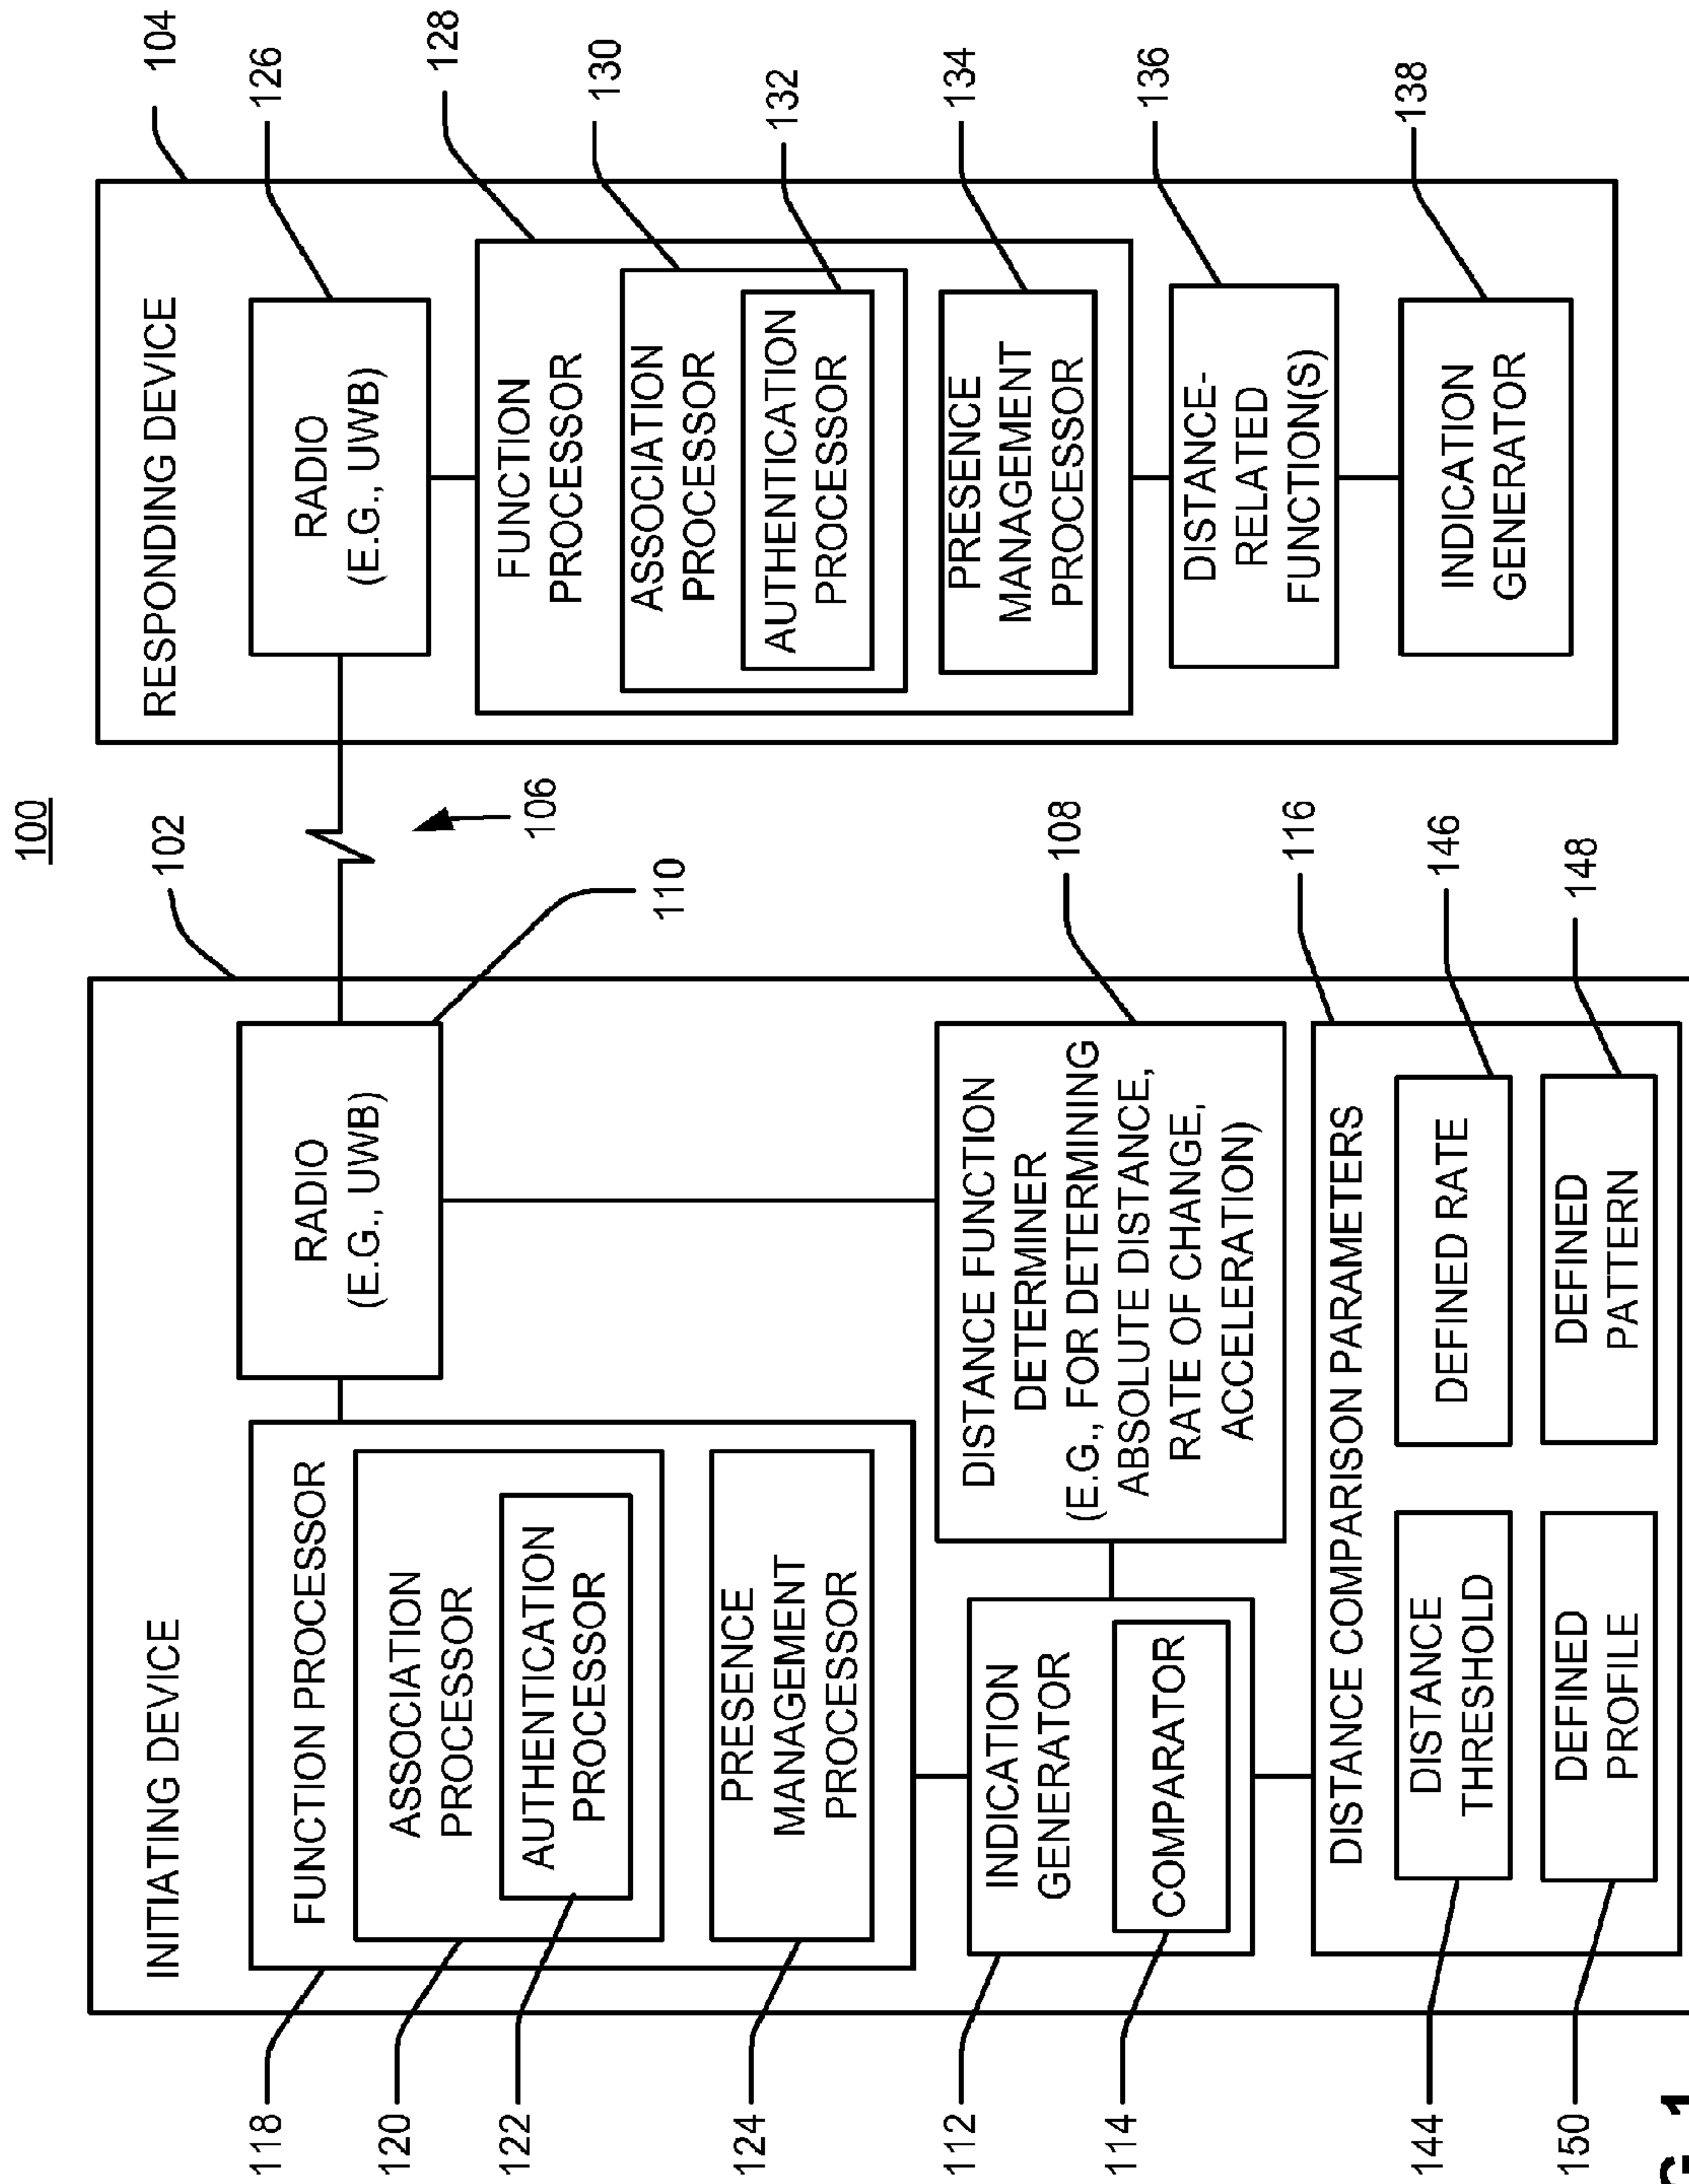 100
INITIATING DEVICE
102
RADIO
(E.G., UWB)
110
106
FUNCTION PROCESSOR
118
ASSOCIATION
PROCESSOR
120
AUTHENTICATION
PROCESSOR
122
PRESENCE
MANAGEMENT
PROCESSOR
124
INDICATION
GENERATOR
112
COMPARATOR
114
DISTANCE FUNCTION
DETERMINER
(E.G., FOR DETERMINING
ABSOLUTE DISTANCE,
RATE OF CHANGE,
ACCELERATION)
108
DISTANCE COMPARISON PARAMETERS
116
DISTANCE
THRESHOLD
144
DEFINED RATE
146
DEFINED
PROFILE
150
DEFINED
PATTERN
148
RESPONDING DEVICE
104
RADIO
(E.G., UWB)
126
FUNCTION
PROCESSOR
128
ASSOCIATION
PROCESSOR
130
AUTHENTICATION
PROCESSOR
132
PRESENCE
MANAGEMENT
PROCESSOR
134
DISTANCE-
RELATED
FUNCTION(S)
136
INDICATION
GENERATOR
138